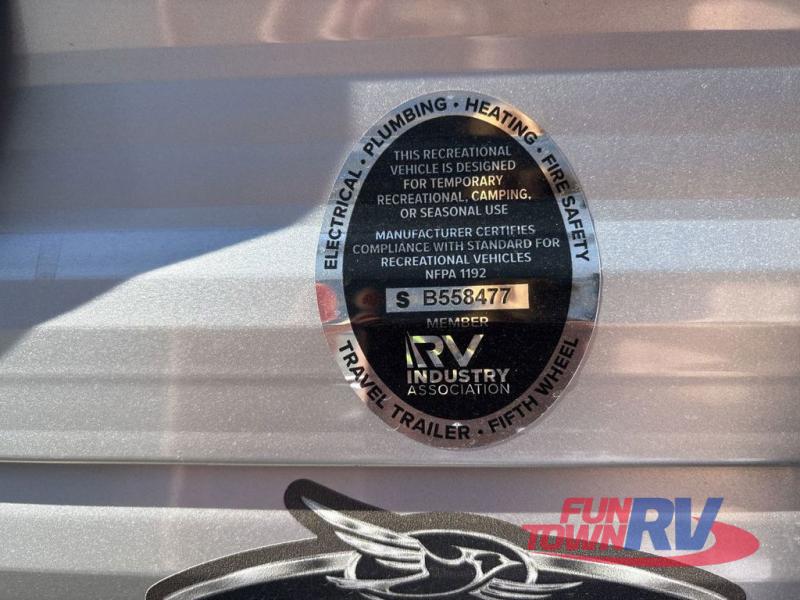 ELECTRICAL • PLUMBING • HEATING • FIRE SAFETY
THIS RECREATIONAL
VEHICLE IS DESIGNED
FOR TEMPORARY
RECREATIONAL, CAMPING,
OR SEASONAL USE
MANUFACTURER CERTIFIES
COMPLIANCE WITH STANDARD FOR
RECREATIONAL VEHICLES
NFPA 1192
S B558477
MEMBER
RV
INDUSTRY
ASSOCIATION
TRAVEL TRAILER • FIFTH WHEEL
FUN
TOWN RV